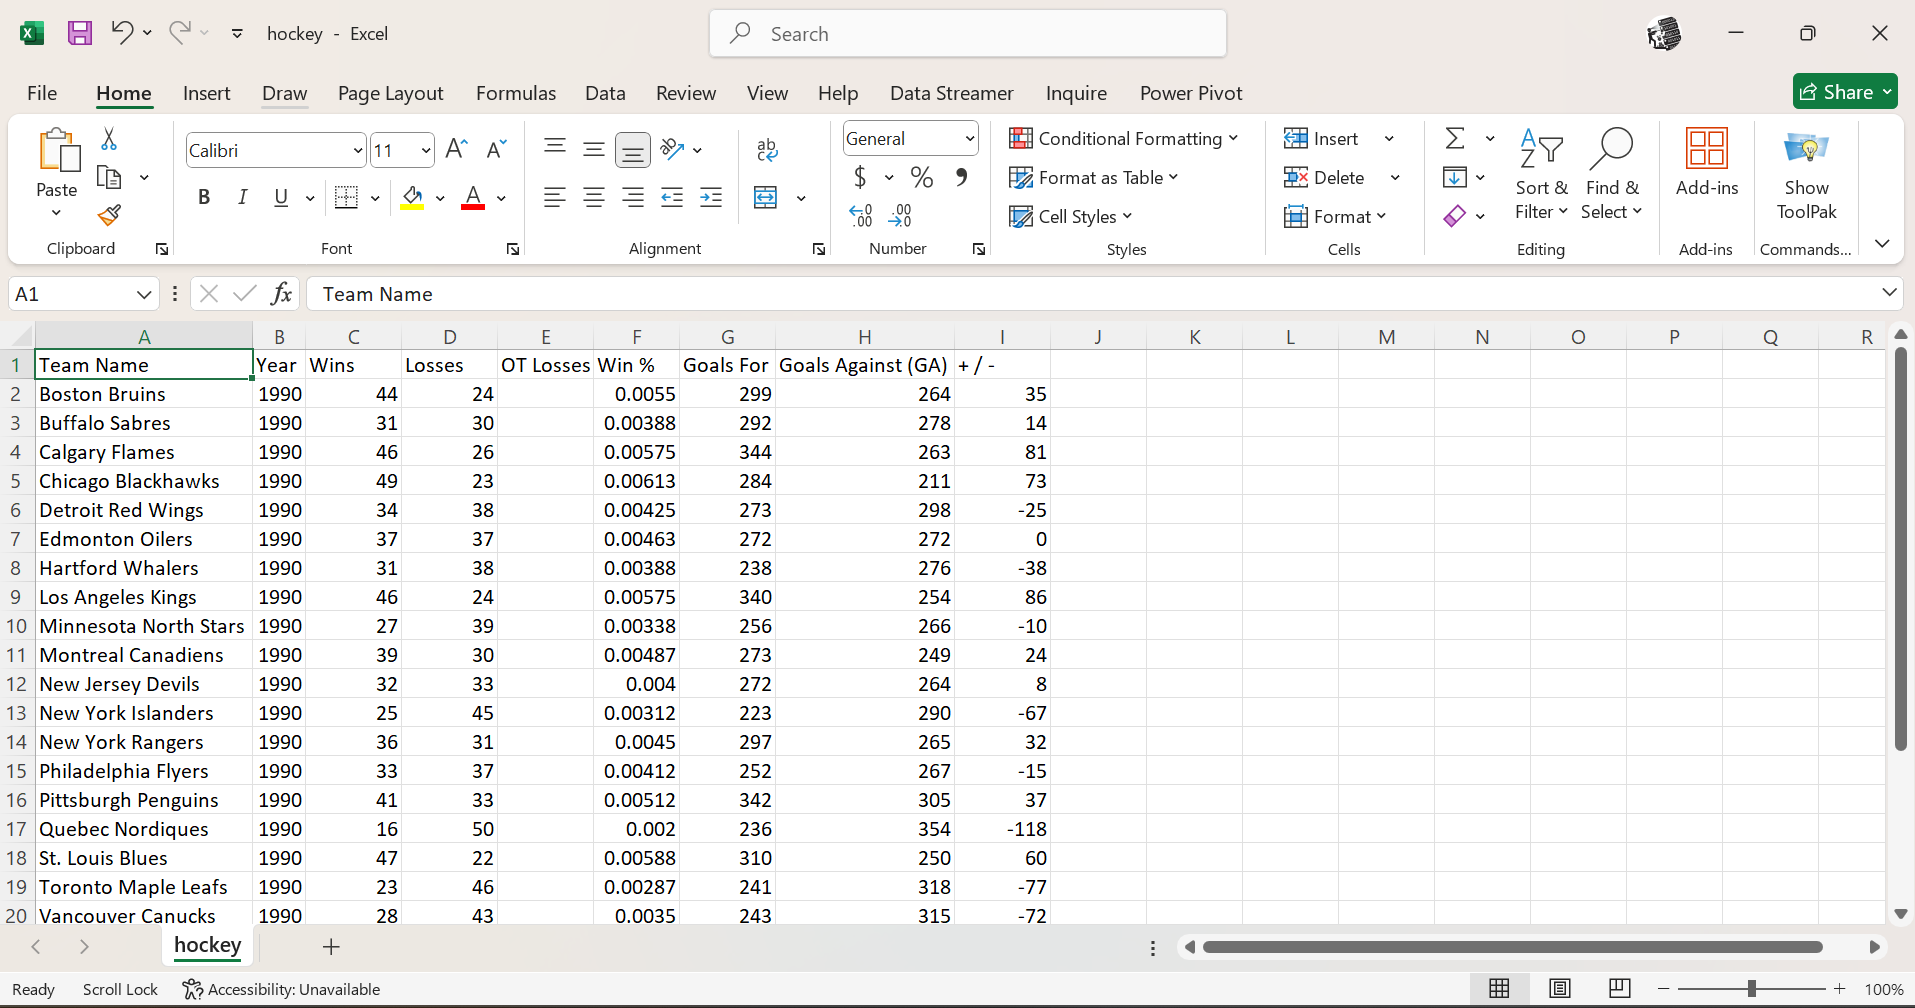 hockey - Excel
Search
File Home Insert Draw Page Layout Formulas Data Review View Help Data Streamer Inquire Power Pivot Share
Paste
Clipboard
Calibri 11
B I U
Font
ab
Alignment
General
$ % 9
Number
Conditional Formatting
Format as Table
Cell Styles
Styles
Insert
Delete
Format
Cells
Sort & Filter
Find & Select
Editing
Add-ins
Add-ins
Show ToolPak
Commands...
A1 fx Team Name
A B C D E F G H I J K L M N O P Q R
1 Team Name Year Wins Losses OT Losses Win % Goals For Goals Against (GA) + / -
2 Boston Bruins 1990 44 24 0.0055 299 264 35
3 Buffalo Sabres 1990 31 30 0.00388 292 278 14
4 Calgary Flames 1990 46 26 0.00575 344 263 81
5 Chicago Blackhawks 1990 49 23 0.00613 284 211 73
6 Detroit Red Wings 1990 34 38 0.00425 273 298 -25
7 Edmonton Oilers 1990 37 37 0.00463 272 272 0
8 Hartford Whalers 1990 31 38 0.00388 238 276 -38
9 Los Angeles Kings 1990 46 24 0.00575 340 254 86
10 Minnesota North Stars 1990 27 39 0.00338 256 266 -10
11 Montreal Canadiens 1990 39 30 0.00487 273 249 24
12 New Jersey Devils 1990 32 33 0.004 272 264 8
13 New York Islanders 1990 25 45 0.00312 223 290 -67
14 New York Rangers 1990 36 31 0.0045 297 265 32
15 Philadelphia Flyers 1990 33 37 0.00412 252 267 -15
16 Pittsburgh Penguins 1990 41 33 0.00512 342 305 37
17 Quebec Nordiques 1990 16 50 0.002 236 354 -118
18 St. Louis Blues 1990 47 22 0.00588 310 250 60
19 Toronto Maple Leafs 1990 23 46 0.00287 241 318 -77
20 Vancouver Canucks 1990 28 43 0.0035 243 315 -72
hockey
Ready Scroll Lock Accessibility: Unavailable 100%